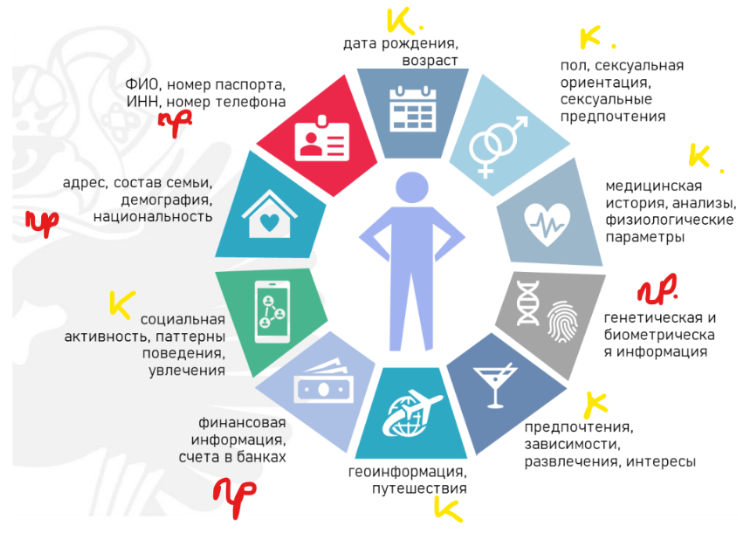 К.
дата рождения,
возраст
К.
пол, сексуальная
ориентация,
сексуальные
предпочтения
ФИО, номер паспорта,
ИНН, номер телефона
пр.
К.
медицинская
история, анализы,
физиологические
параметры
адрес, состав семьи,
демография,
национальность
пр
пр.
генетическая и
биометрическа
я информация
К
социальная
активность, паттерны
поведения,
увлечения
К
предпочтения,
зависимости,
развлечения, интересы
финансовая
информация,
счета в банках
пр
геоинформация,
путешествия
К